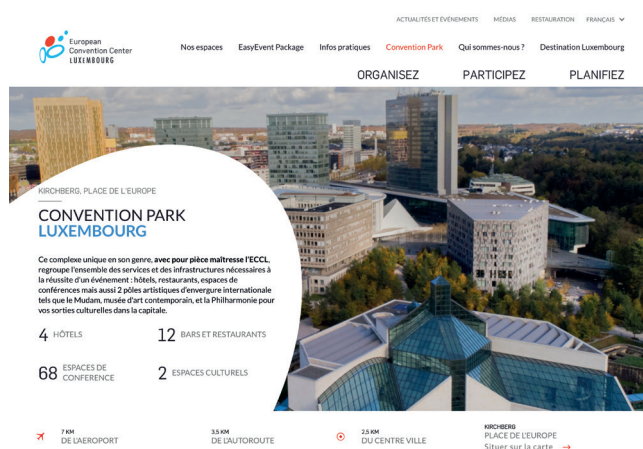 ACTUALITÉS ET ÉVÉNEMENTS MÉDIAS RESTAURATION FRANÇAIS
European
Convention Center
LUXEMBOURG
Nos espaces EasyEvent Package Infos pratiques Convention Park Qui sommes-nous ? Destination Luxembourg
ORGANISEZ PARTICIPEZ PLANIFIEZ
KIRCHBERG, PLACE DE L'EUROPE
CONVENTION PARK
LUXEMBOURG
Ce complexe unique en son genre, avec pour pièce maîtresse l'ECCL,
regroupe l'ensemble des services et des infrastructures nécessaires à
la réussite d'un événement : hôtels, restaurants, espaces de
conférences mais aussi 2 pôles artistiques d'envergure internationale
tels que le Mudam, musée d'art contemporain, et la Philharmonie pour
vos sorties culturelles dans la capitale.
4 HÔTELS 12 BARS ET RESTAURANTS
68 ESPACES DE
CONFERENCE
2 ESPACES CULTURELS
7 KM
DE L'AEROPORT
3.5 KM
DE L'AUTOROUTE
2,5 KM
DU CENTRE VILLE
KIRCHBERG
PLACE DE L'EUROPE
Situer sur la carte →